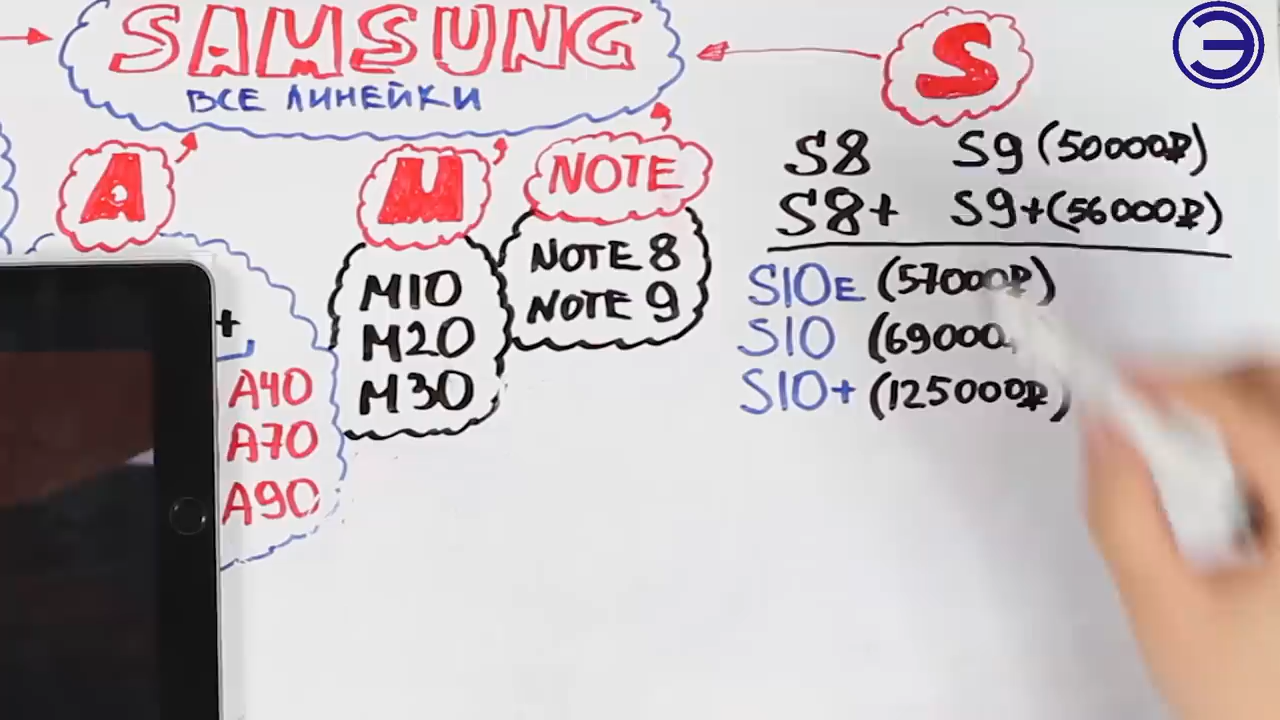 SAMSUNG
ВСЕ ЛИНЕЙКИ
S
Э
A
M
NOTE
+
A40
A70
A90
M10
M20
M30
NOTE 8
NOTE 9
S8 S9 (50000₽)
S8+ S9+(56000₽)
S10E (57000₽)
S10 (69000
S10+ (125000₽)